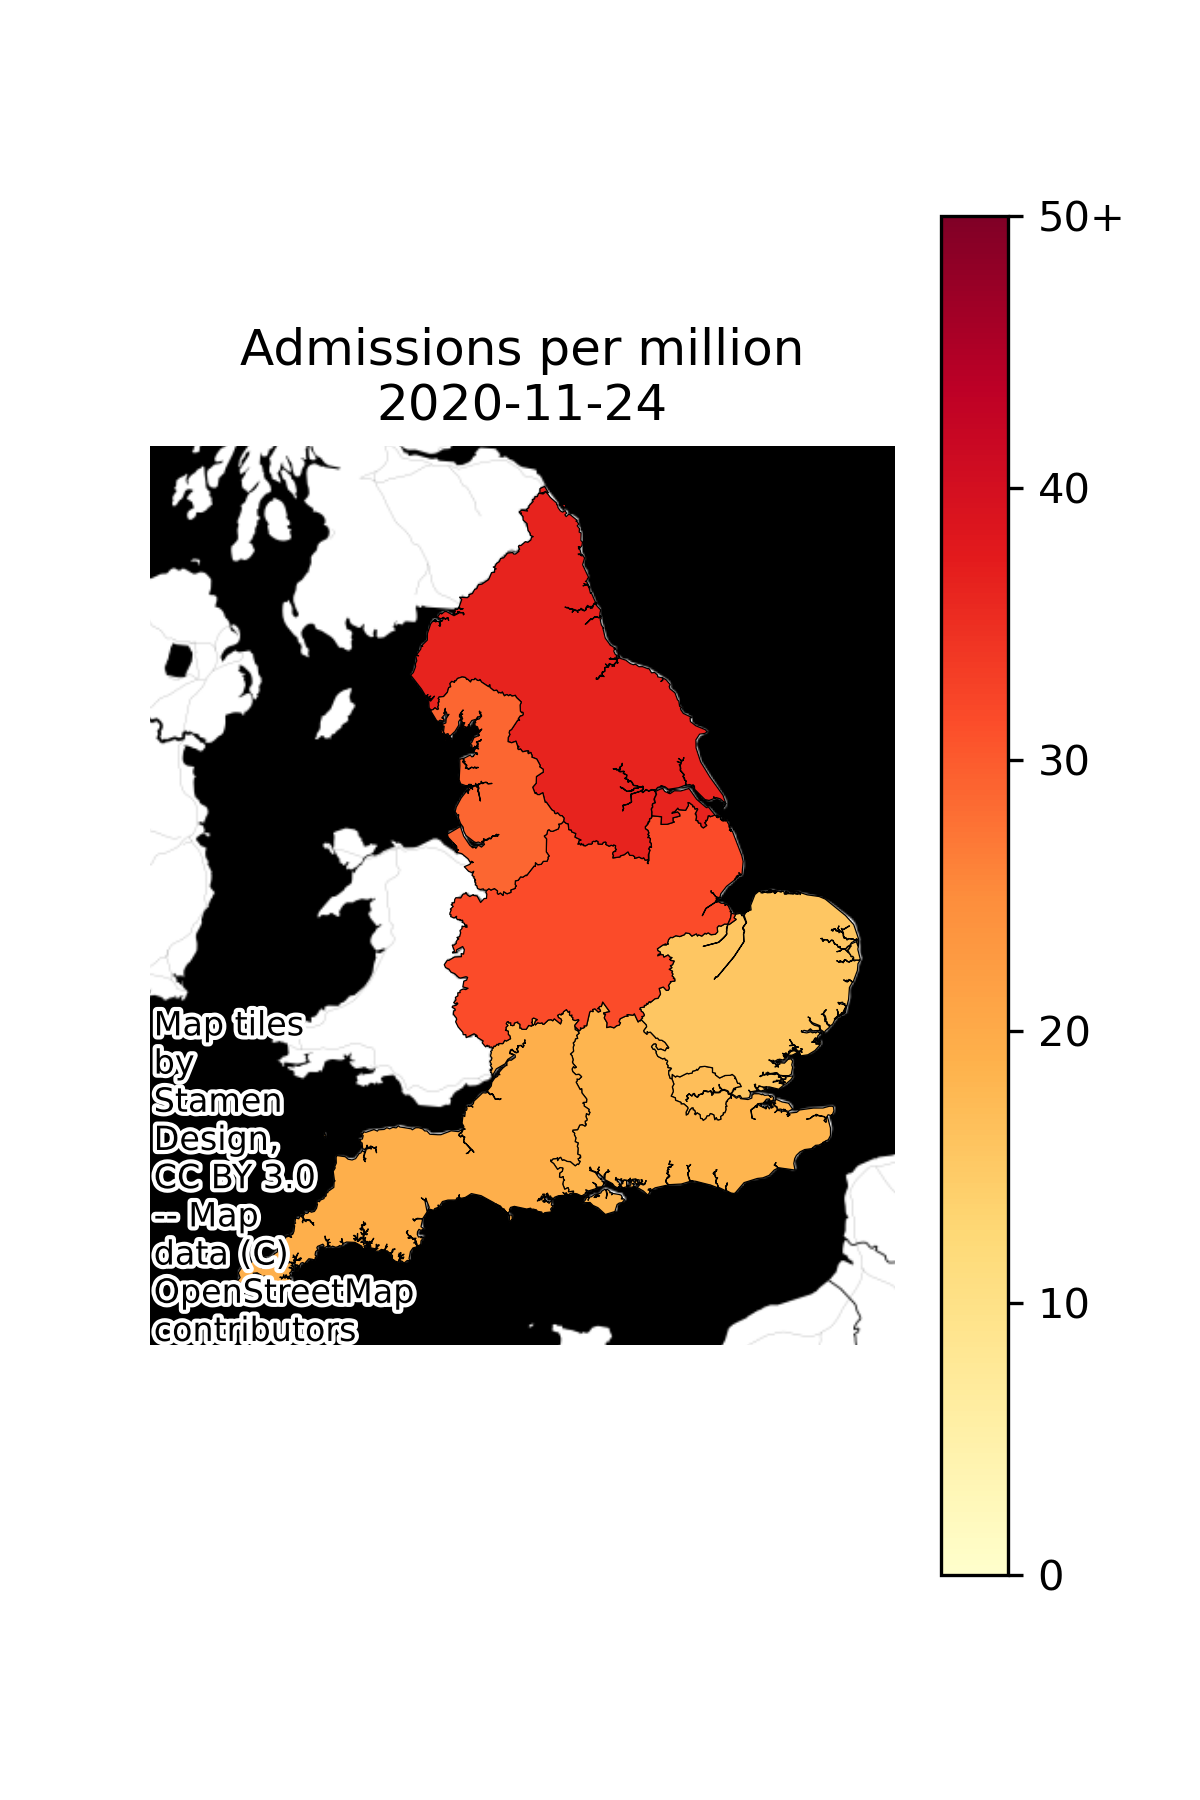 Admissions per million
2020-11-24
50+
40
30
20
10
0
Map tiles
by
Stamen
Design,
CC BY 3.0
-- Map
data (C)
OpenStreetMap
contributors